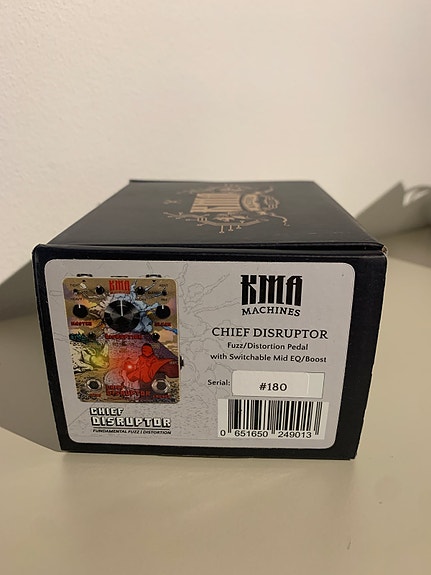 KMA
MACHINES
CHIEF DISRUPTOR
Fuzz/Distortion Pedal
with Switchable Mid EQ/Boost
Serial:
#180
0 651650 249013
KMA
CHIEF
DISRUPTOR
FUNDAMENTAL FUZZ / DISTORTION